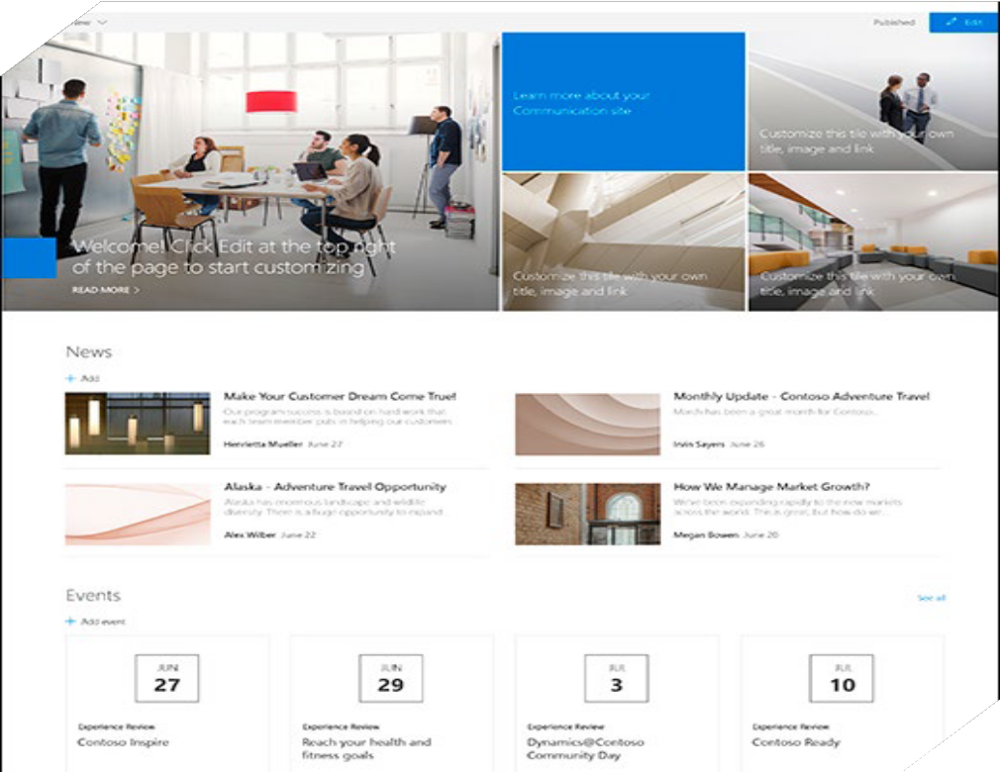 New
Published
Edit
Learn more about your
Communication site
Customize this tile with your own
title, image and link
Welcome! Click Edit at the top right
of the page to start customizing
READ MORE >
Customize this tile with your own
title, image and link
Customize this tile with your own
title, image and link
News
+ Add
Make Your Customer Dream Come True!
Our program success is based on hard work that
each team member puts in helping our customers
Henrietta Mueller June 27
Monthly Update - Contoso Adventure Travel
March has been a great month for Contoso...
Irvin Sayers June 26
Alaska - Adventure Travel Opportunity
Alaska has enormous landscape and wildlife
diversity. There is a huge opportunity to expand
Alex Wilber June 22
How We Manage Market Growth?
We've been expanding rapidly to the new markets
across the world. This is great, but how do we...
Megan Bowen June 20
Events
See all
+ Add event
JUN
27
Experience Review
Contoso Inspire
JUN
29
Experience Review
Reach your health and
fitness goals
JUL
3
Experience Review
Dynamics@Contoso
Community Day
JUL
10
Experience Review
Contoso Ready